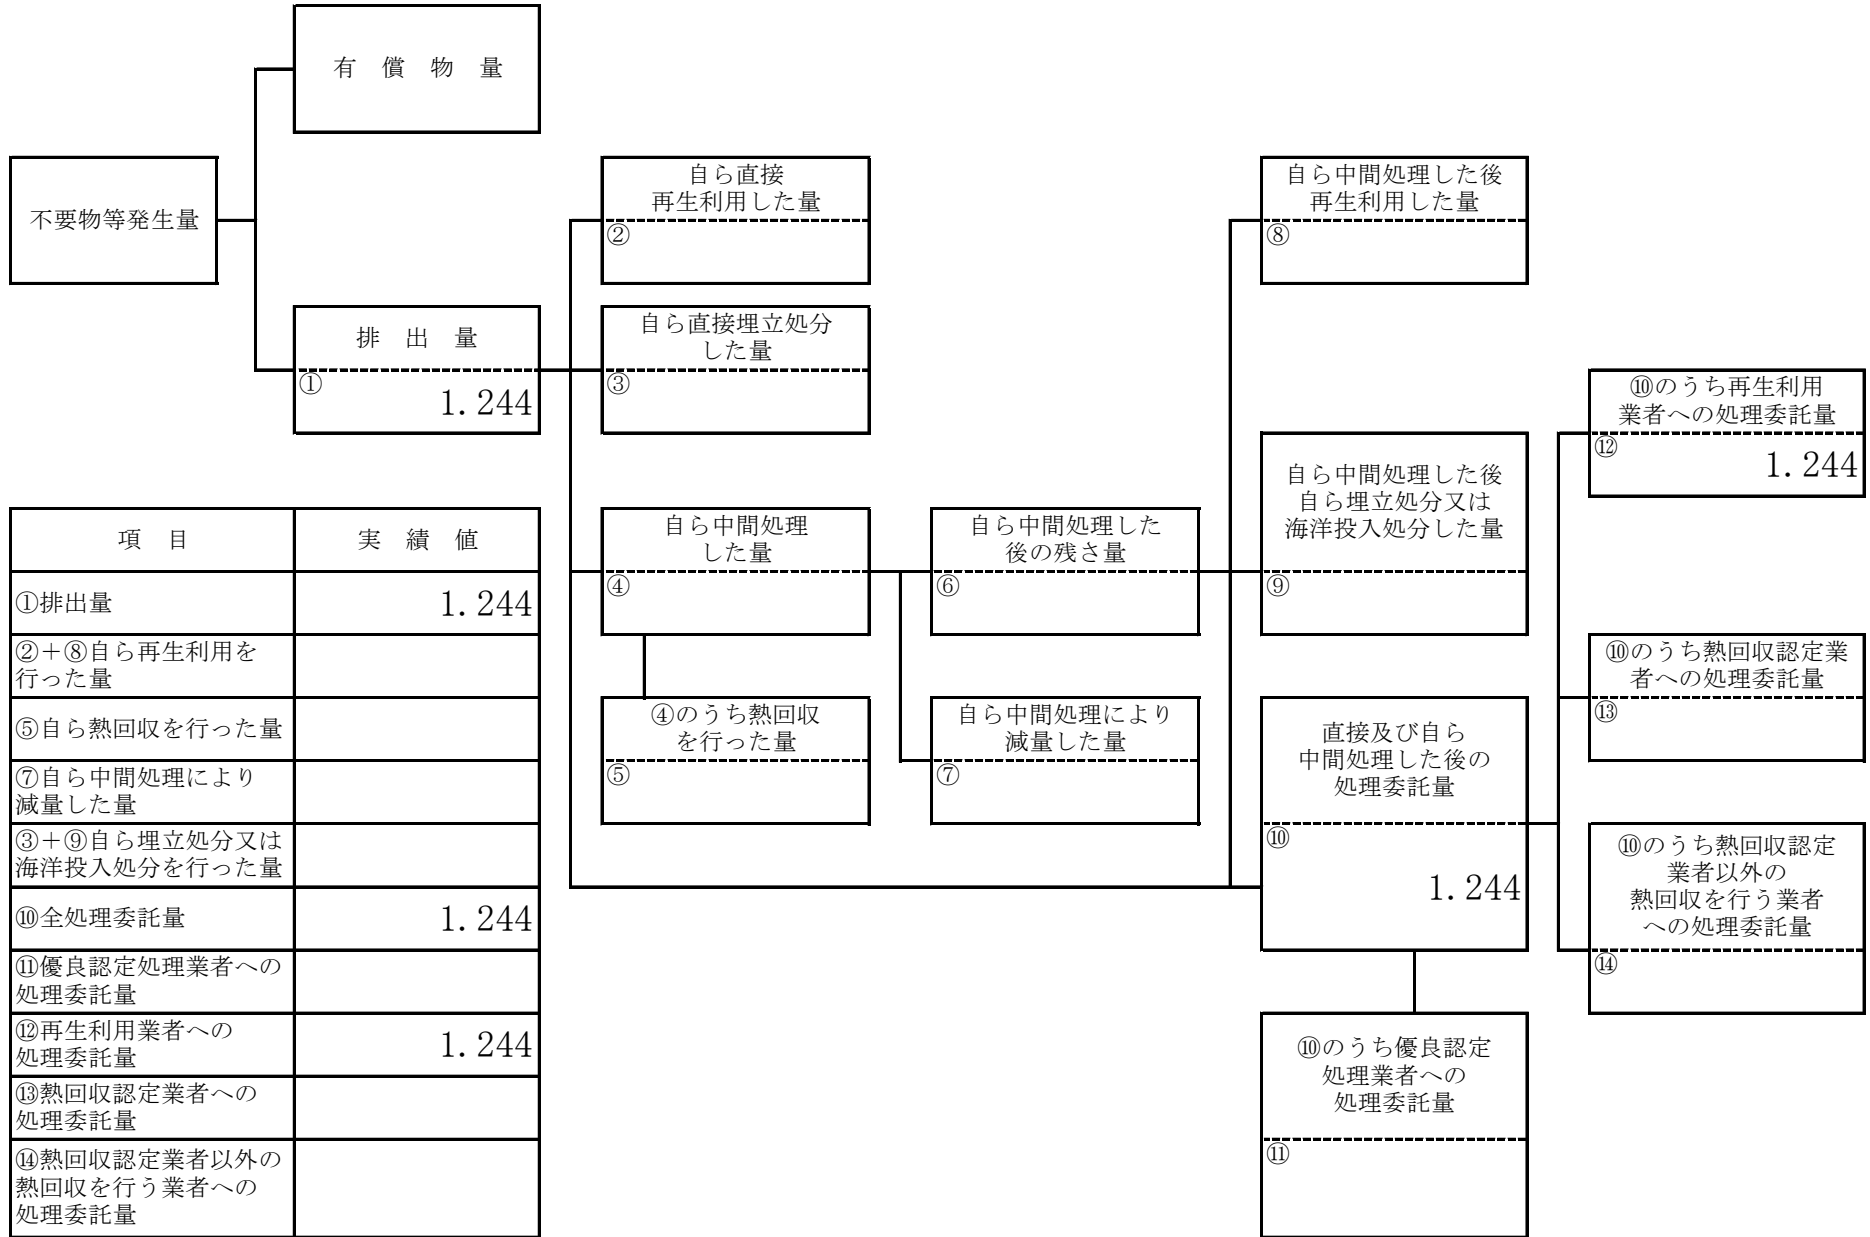 有 償 物 量
不要物等発生量
排 出 量
①
1.244
自ら直接
再生利用した量
②
自ら直接埋立処分
した量
③
自ら中間処理
した量
④
④のうち熱回収
を行った量
⑤
自ら中間処理した
後の残さ量
⑥
自ら中間処理により
減量した量
⑦
自ら中間処理した後
再生利用した量
⑧
自ら中間処理した後
自ら埋立処分又は
海洋投入処分した量
⑨
直接及び自ら
中間処理した後の
処理委託量
⑩
1.244
⑩のうち優良認定
処理業者への
処理委託量
⑪
⑩のうち再生利用
業者への処理委託量
⑫
1.244
⑩のうち熱回収認定業
者への処理委託量
⑬
⑩のうち熱回収認定
業者以外の
熱回収を行う業者
への処理委託量
⑭
項 目
実 績 値
①排出量
1.244
②＋⑧自ら再生利用を
行った量
⑤自ら熱回収を行った量
⑦自ら中間処理により
減量した量
③＋⑨自ら埋立処分又は
海洋投入処分を行った量
⑩全処理委託量
1.244
⑪優良認定処理業者への
処理委託量
⑫再生利用業者への
処理委託量
1.244
⑬熱回収認定業者への
処理委託量
⑭熱回収認定業者以外の
熱回収を行う業者への
処理委託量